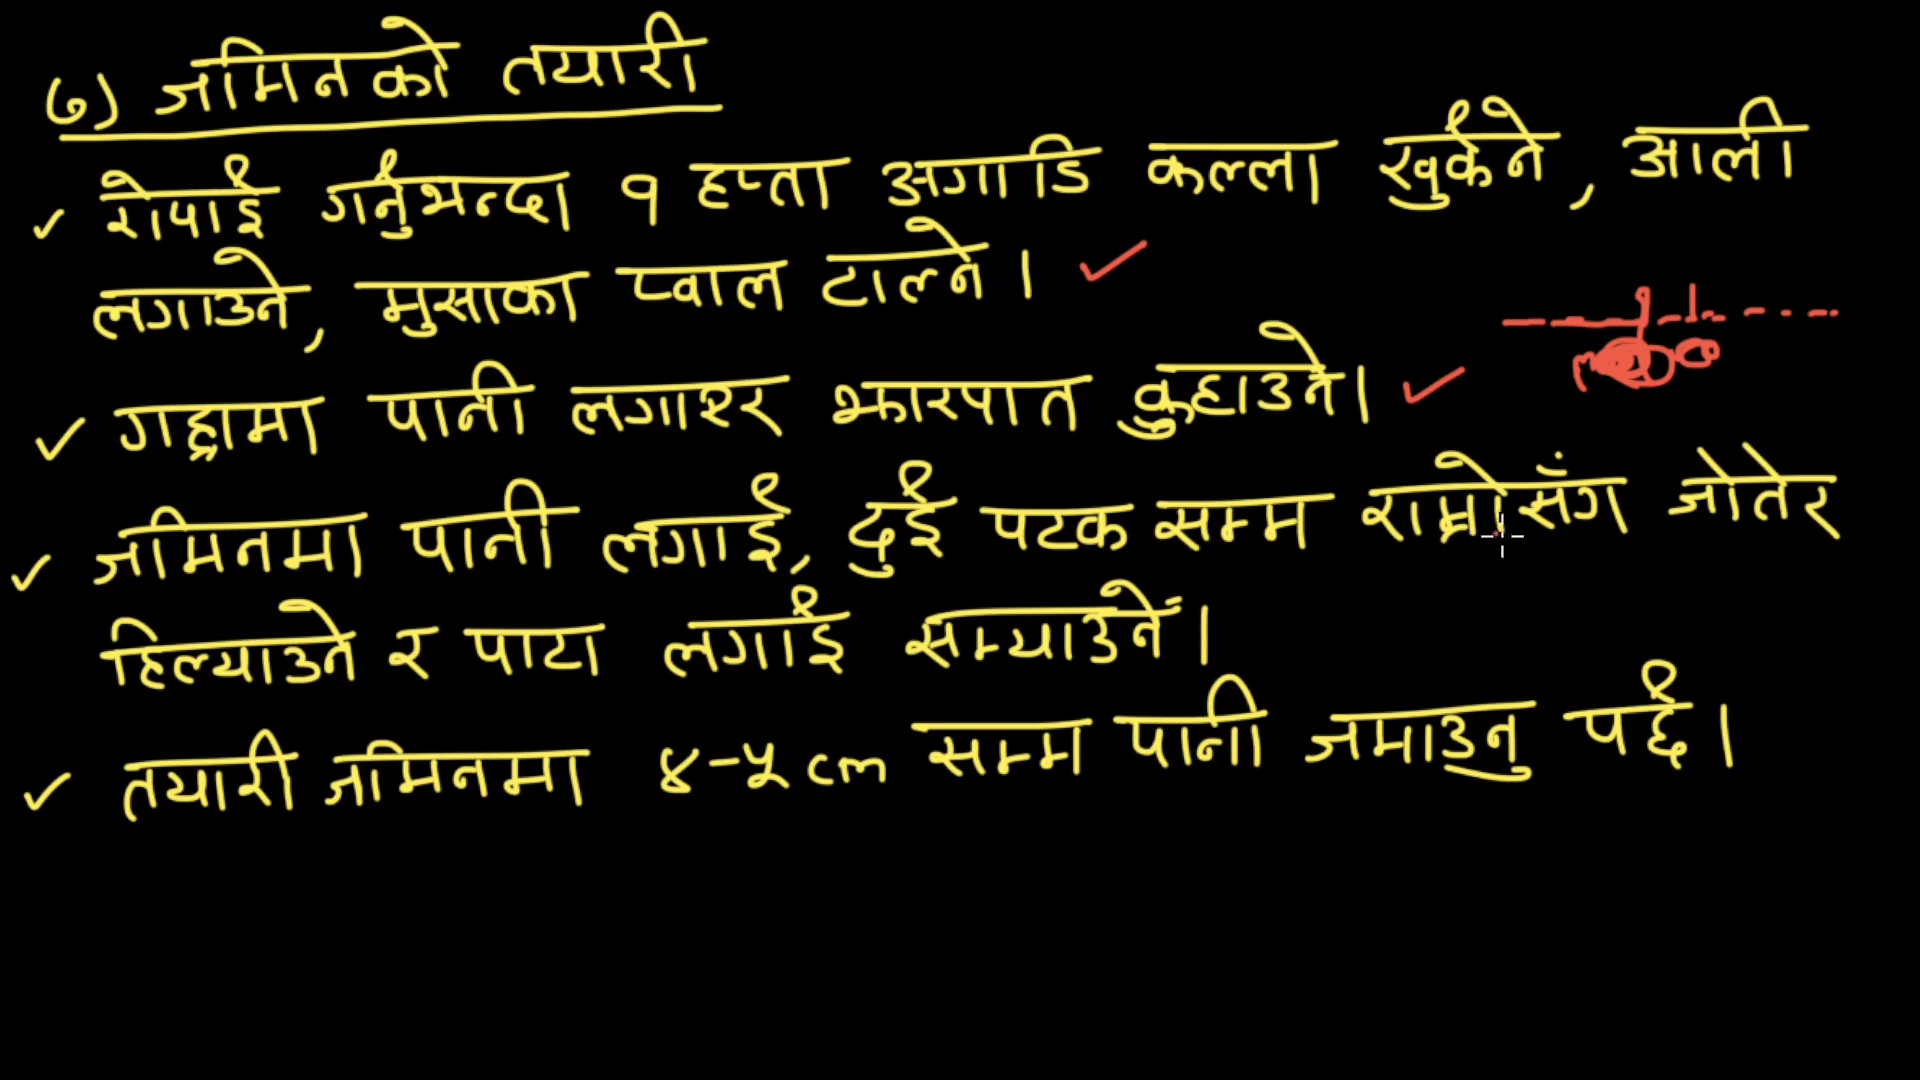 ७) जमिनको तयारी
रोपाई गर्नुभन्दा १ हप्ता अगाडि कल्ला खुर्कने, आली
लगाउने, मुसाका प्वाल टाल्ने।
गह्रामा पानी लगाएर झारपात कुहाउने।
जमिनमा पानी लगाई, दुई पटक सम्म राम्रोसँग जोतेर
हिल्याउने र पाटा लगाई सम्याउने।
तयारी जमिनमा ४-५ cm सम्म पानी जमाउनु पर्दछ।